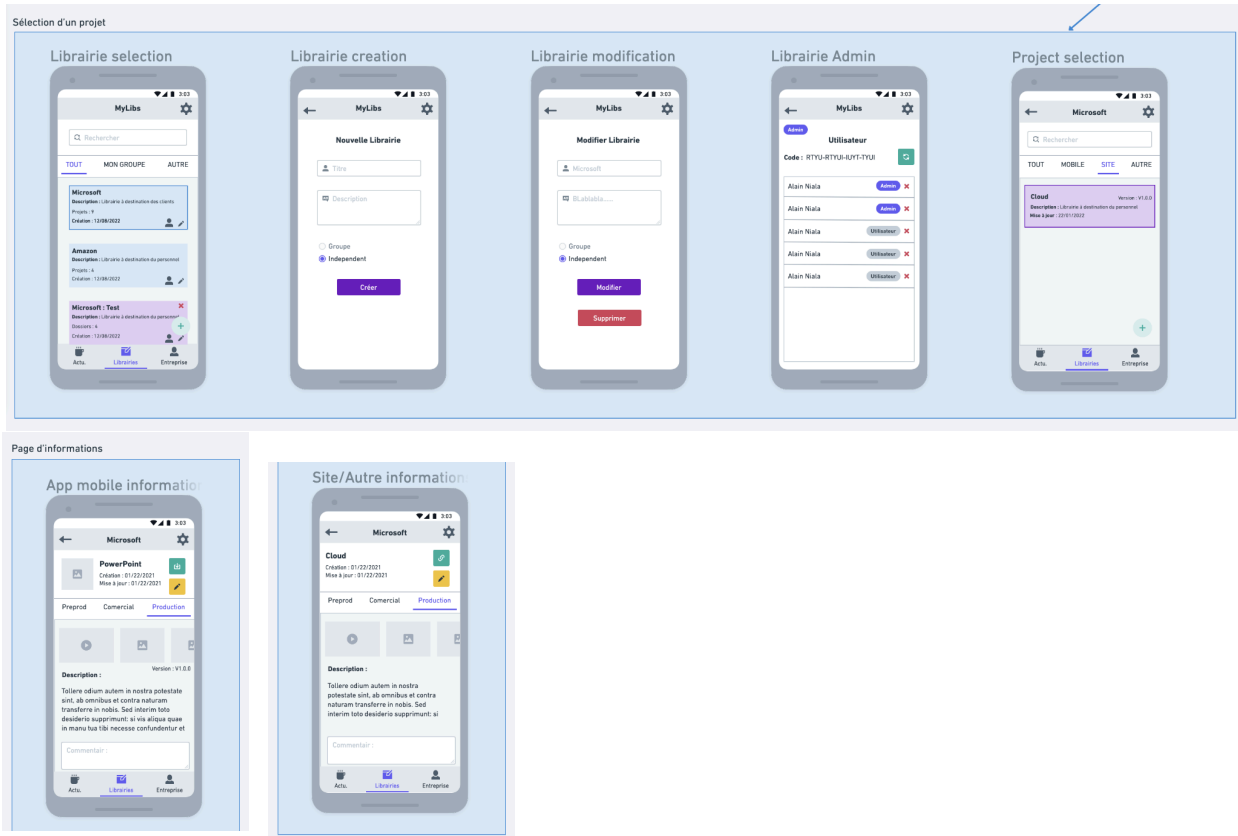 Sélection d'un projet
Librairie selection
3:03
MyLibs
Rechercher
TOUT MON GROUPE AUTRE
Microsoft
Description : Librairie à destination des clients
Projets : 9
Création : 12/08/2022
Amazon
Description : Librairie à destination du personnel
Projets : 4
Création : 12/08/2022
Microsoft : Test
Description : Librairie à destination du personnel
Dossiers : 4
Création : 12/08/2022
Actu. Librairies Entreprise
Librairie creation
3:03
MyLibs
Nouvelle Librairie
Titre
Description
Groupe
Independent
Créer
Librairie modification
3:03
MyLibs
Modifier Librairie
Microsoft
BLablabla.....
Groupe
Independent
Modifier
Supprimer
Librairie Admin
3:03
MyLibs
Admin
Utilisateur
Code : RTYU-RTYUI-IUYT-TYUI
Alain Niala Admin
Alain Niala Admin
Alain Niala Utilisateur
Alain Niala Utilisateur
Alain Niala Utilisateur
Project selection
3:03
Microsoft
Rechercher
TOUT MOBILE SITE AUTRE
Cloud Version : V1.0.0
Description : Librairie à destination du personnel
Mise à jour : 22/01/2022
Actu. Librairies Entreprise
Page d'informations
App mobile informatio
3:03
Microsoft
PowerPoint
Création : 01/22/2021
Mise à jour : 01/22/2021
Preprod Comercial Production
Version : V1.0.0
Description :
Tollere odium autem in nostra potestate
sint, ab omnibus et contra naturam
transferre in nobis. Sed interim toto
desiderio supprimunt: si vis aliqua quae
in manu tua tibi necesse confundentur et
Commentair :
Actu. Librairies Entreprise
Site/Autre information
3:03
Microsoft
Cloud
Création : 01/22/2021
Mise à jour : 01/22/2021
Preprod Comercial Production
Description :
Tollere odium autem in nostra
potestate sint, ab omnibus et contra
naturam transferre in nobis. Sed
interim toto desiderio supprimunt: si
Commentair :
Actu. Librairies Entreprise